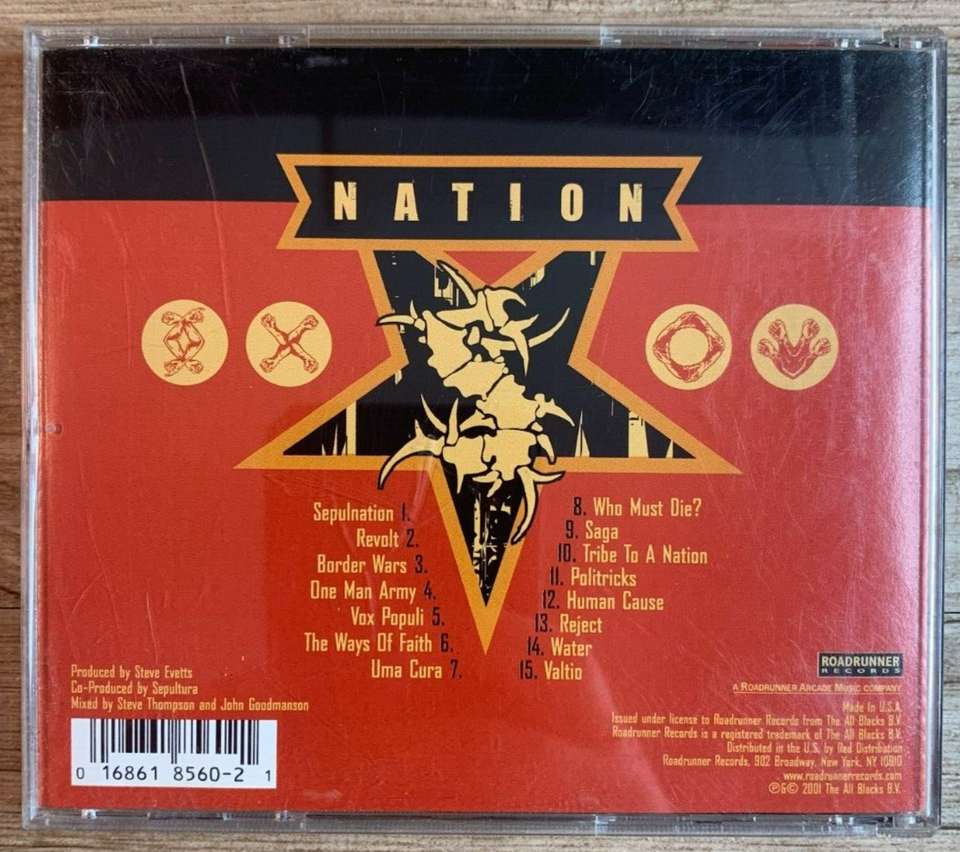 NATION
Sepulnation 1.
Revolt 2.
Border Wars 3.
One Man Army 4.
Vox Populi 5.
The Ways Of Faith 6.
Uma Cura 7.
8. Who Must Die?
9. Saga
10. Tribe To A Nation
11. Politricks
12. Human Cause
13. Reject
14. Water
15. Valtio
Produced by Steve Evetts
Co-Produced by Sepultura
Mixed by Steve Thompson and John Goodmanson
0 16861 8560-2 1
ROADRUNNER
RECORDS
A ROADRUNNER ARCADE MUSIC COMPANY
Made In U.S.A.
Issued under license to Roadrunner Records from The All Blacks B.V.
Roadrunner Records is a registered trademark of The All Blacks B.V.
Distributed in the U.S. by Red Distribution
Roadrunner Records, 902 Broadway, New York, NY 10010
www.roadrunnerrecords.com
℗&© 2001 The All Blacks B.V.